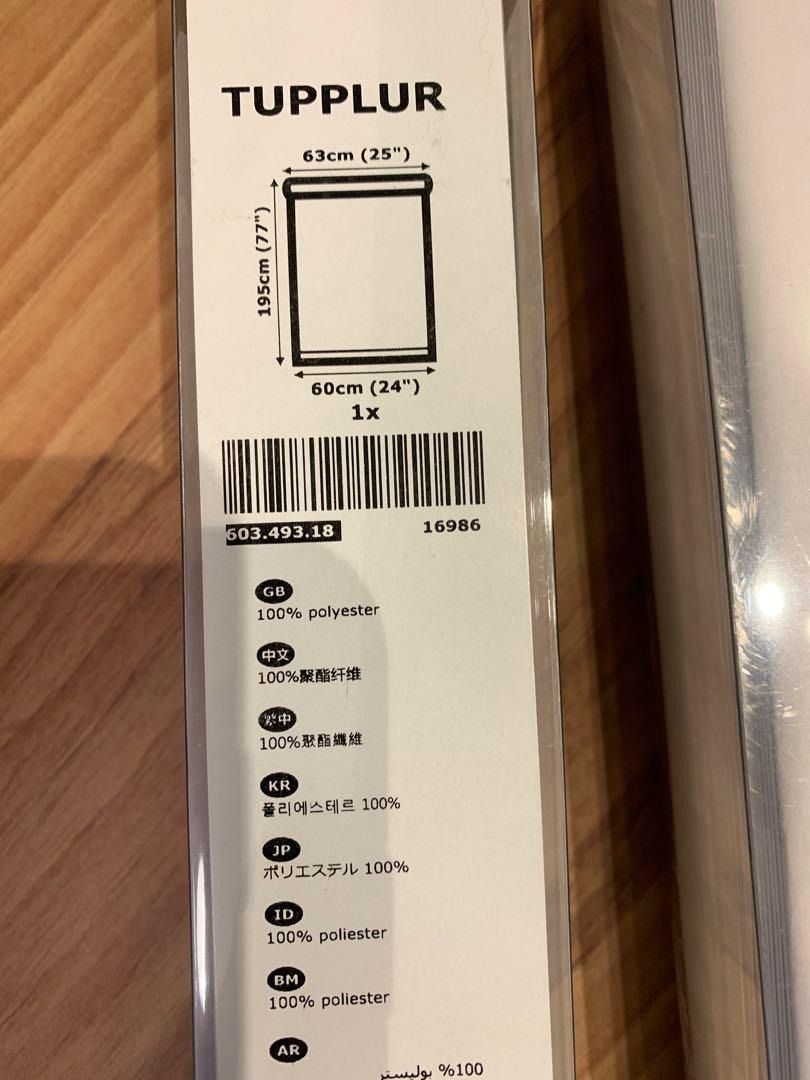 TUPPLUR
63cm (25")
195cm (77")
60cm (24")
1x
603.493.18 16986
GB
100% polyester
中文
100%聚酯纤维
繁中
100%聚酯纖維
KR
폴리에스테르 100%
JP
ポリエステル 100%
ID
100% poliester
BM
100% poliester
AR
100% بوليستر